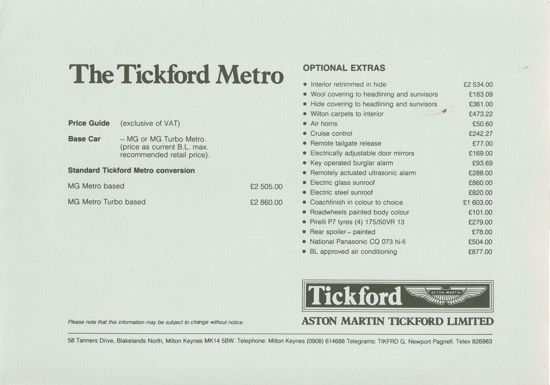 The Tickford Metro
Price Guide (exclusive of VAT)
Base Car – MG or MG Turbo Metro.
(price as current B.L. max.
recommended retail price).
Standard Tickford Metro conversion
MG Metro based £2 505.00
MG Metro Turbo based £2 860.00
OPTIONAL EXTRAS
• Interior retrimmed in hide £2 534.00
• Wool covering to headlining and sunvisors £183.09
• Hide covering to headlining and sunvisors £361.00
• Wilton carpets to interior £473.22
• Air horns £50.60
• Cruise control £242.27
• Remote tailgate release £77.00
• Electrically adjustable door mirrors £169.00
• Key operated burglar alarm £93.69
• Remotely actuated ultrasonic alarm £288.00
• Electric glass sunroof £860.00
• Electric steel sunroof £820.00
• Coachfinish in colour to choice £1 603.00
• Roadwheels painted body colour £101.00
• Pirelli P7 tyres (4) 175/50VR 13 £279.00
• Rear spoiler – painted £78.00
• National Panasonic CQ 073 hi-fi £504.00
• BL approved air conditioning £877.00
Tickford ASTON MARTIN
ASTON MARTIN TICKFORD LIMITED
Please note that this information may be subject to change without notice
58 Tanners Drive, Blakelands North, Milton Keynes MK14 5BW. Telephone: Milton Keynes (0908) 614688 Telegrams: TIKFRD G, Newport Pagnell. Telex 826983